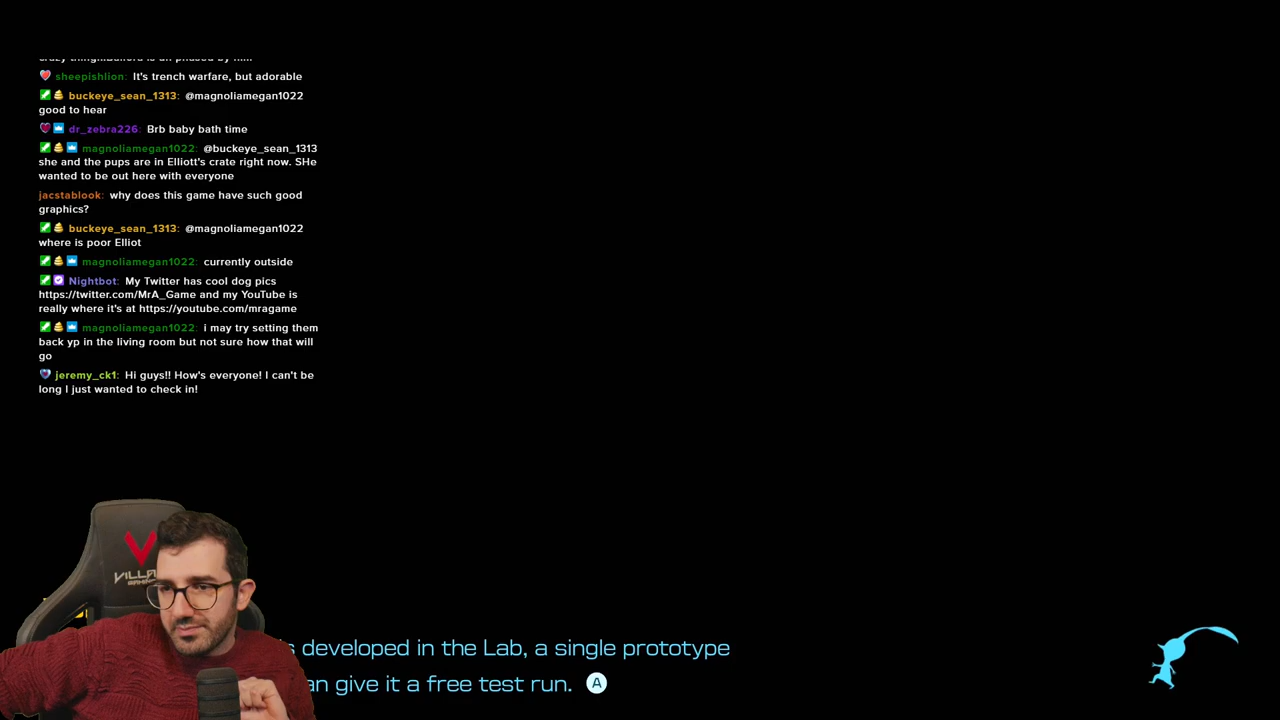 sheepishlion: It's trench warfare, but adorable
buckeye_sean_1313: @magnoliamegan1022
good to hear
dr_zebra226: Brb baby bath time
magnoliamegan1022: @buckeye_sean_1313
she and the pups are in Elliott's crate right now. SHe
wanted to be out here with everyone
jacstablook: why does this game have such good
graphics?
buckeye_sean_1313: @magnoliamegan1022
where is poor Elliot
magnoliamegan1022: currently outside
Nightbot: My Twitter has cool dog pics
https://twitter.com/MrA_Game and my YouTube is
really where it's at https://youtube.com/mragame
magnoliamegan1022: i may try setting them
back yp in the living room but not sure how that will
go
jeremy_ck1: Hi guys!! How's everyone! I can't be
long I just wanted to check in!
developed in the Lab, a single prototype
give it a free test run. A